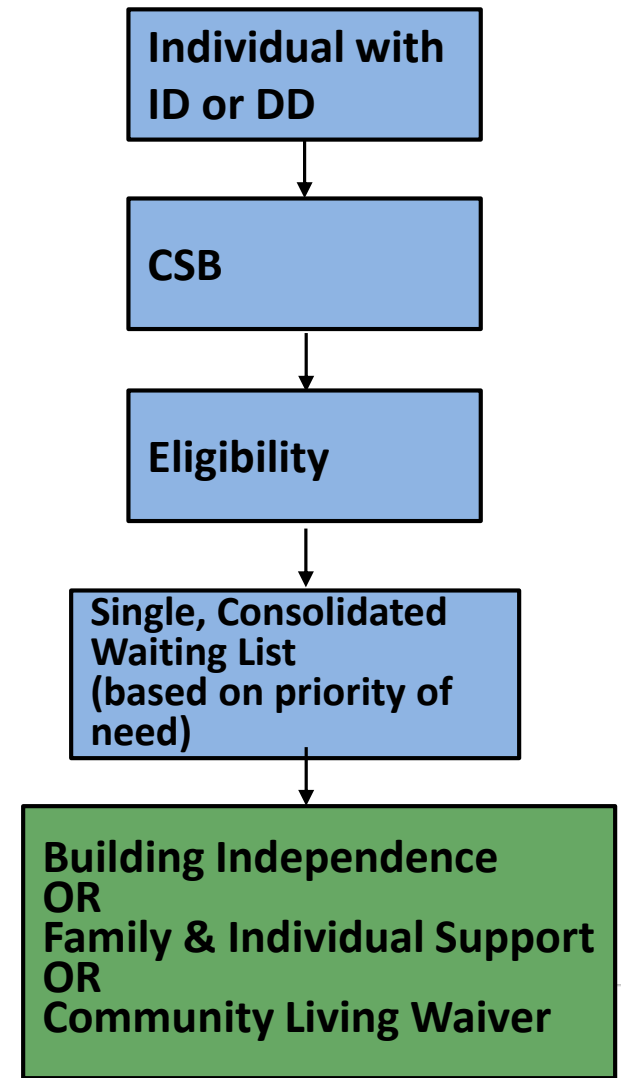 Individual with
ID or DD
CSB
Eligibility
Single, Consolidated
Waiting List
(based on priority of
need)
Building Independence
OR
Family & Individual Support
OR
Community Living Waiver